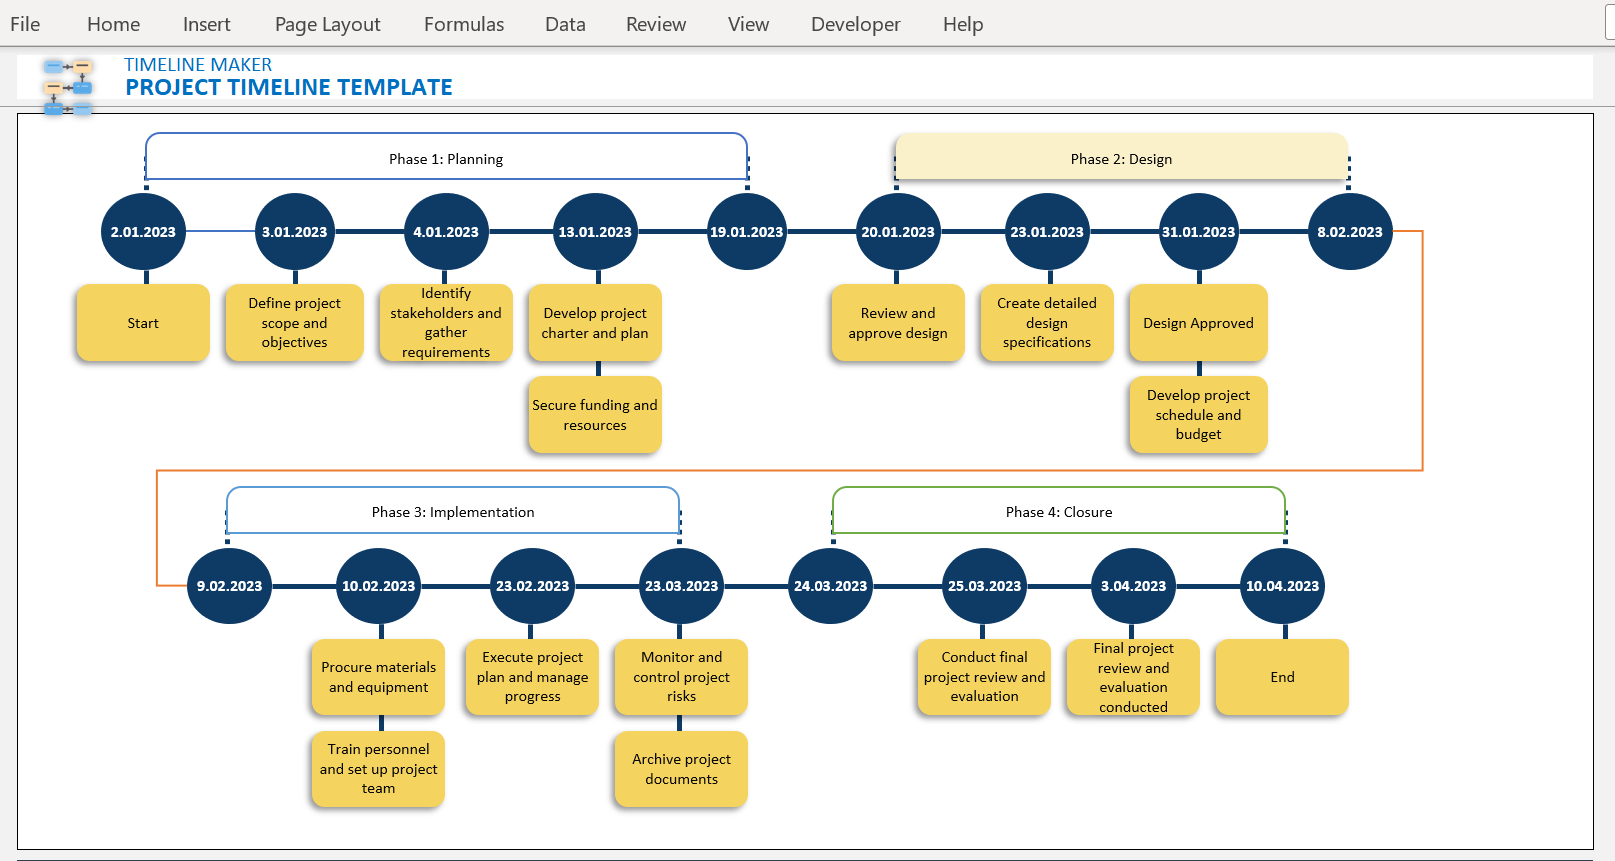 File Home Insert Page Layout Formulas Data Review View Developer Help
TIMELINE MAKER
PROJECT TIMELINE TEMPLATE
Phase 1: Planning
Phase 2: Design
2.01.2023 3.01.2023 4.01.2023 13.01.2023 19.01.2023 20.01.2023 23.01.2023 31.01.2023 8.02.2023
Start
Define project
scope and
objectives
Identify
stakeholders and
gather
requirements
Develop project
charter and plan
Secure funding and
resources
Review and
approve design
Create detailed
design
specifications
Design Approved
Develop project
schedule and
budget
Phase 3: Implementation
Phase 4: Closure
9.02.2023 10.02.2023 23.02.2023 23.03.2023 24.03.2023 25.03.2023 3.04.2023 10.04.2023
Procure materials
and equipment
Train personnel
and set up project
team
Execute project
plan and manage
progress
Monitor and
control project
risks
Archive project
documents
Conduct final
project review and
evaluation
Final project
review and
evaluation
conducted
End